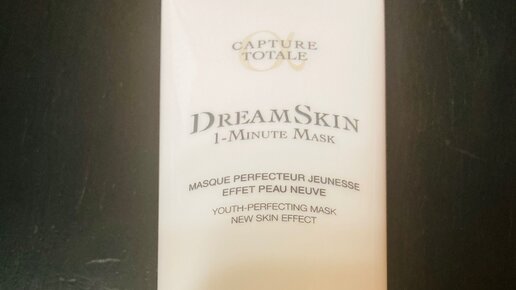 CAPTURE
TOTALE
DREAMSKIN
1-MINUTE MASK
MASQUE PERFECTEUR JEUNESSE
EFFET PEAU NEUVE
YOUTH-PERFECTING MASK
NEW SKIN EFFECT